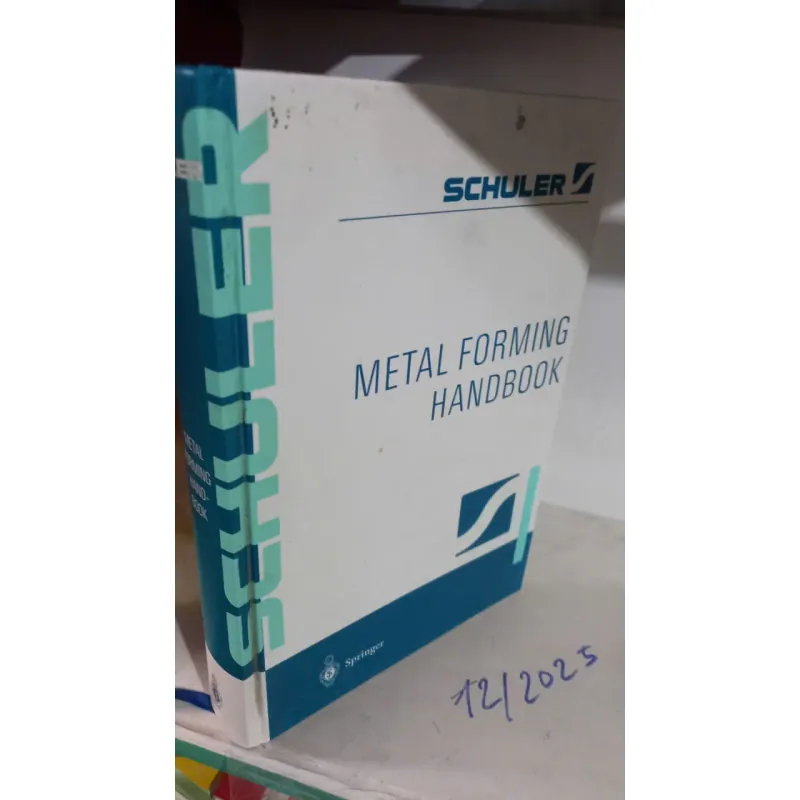 SCHULER
METAL FORMING
HANDBOOK
Springer
SCHULER
METAL
FORMING
HAND-
BOOK
12/2025